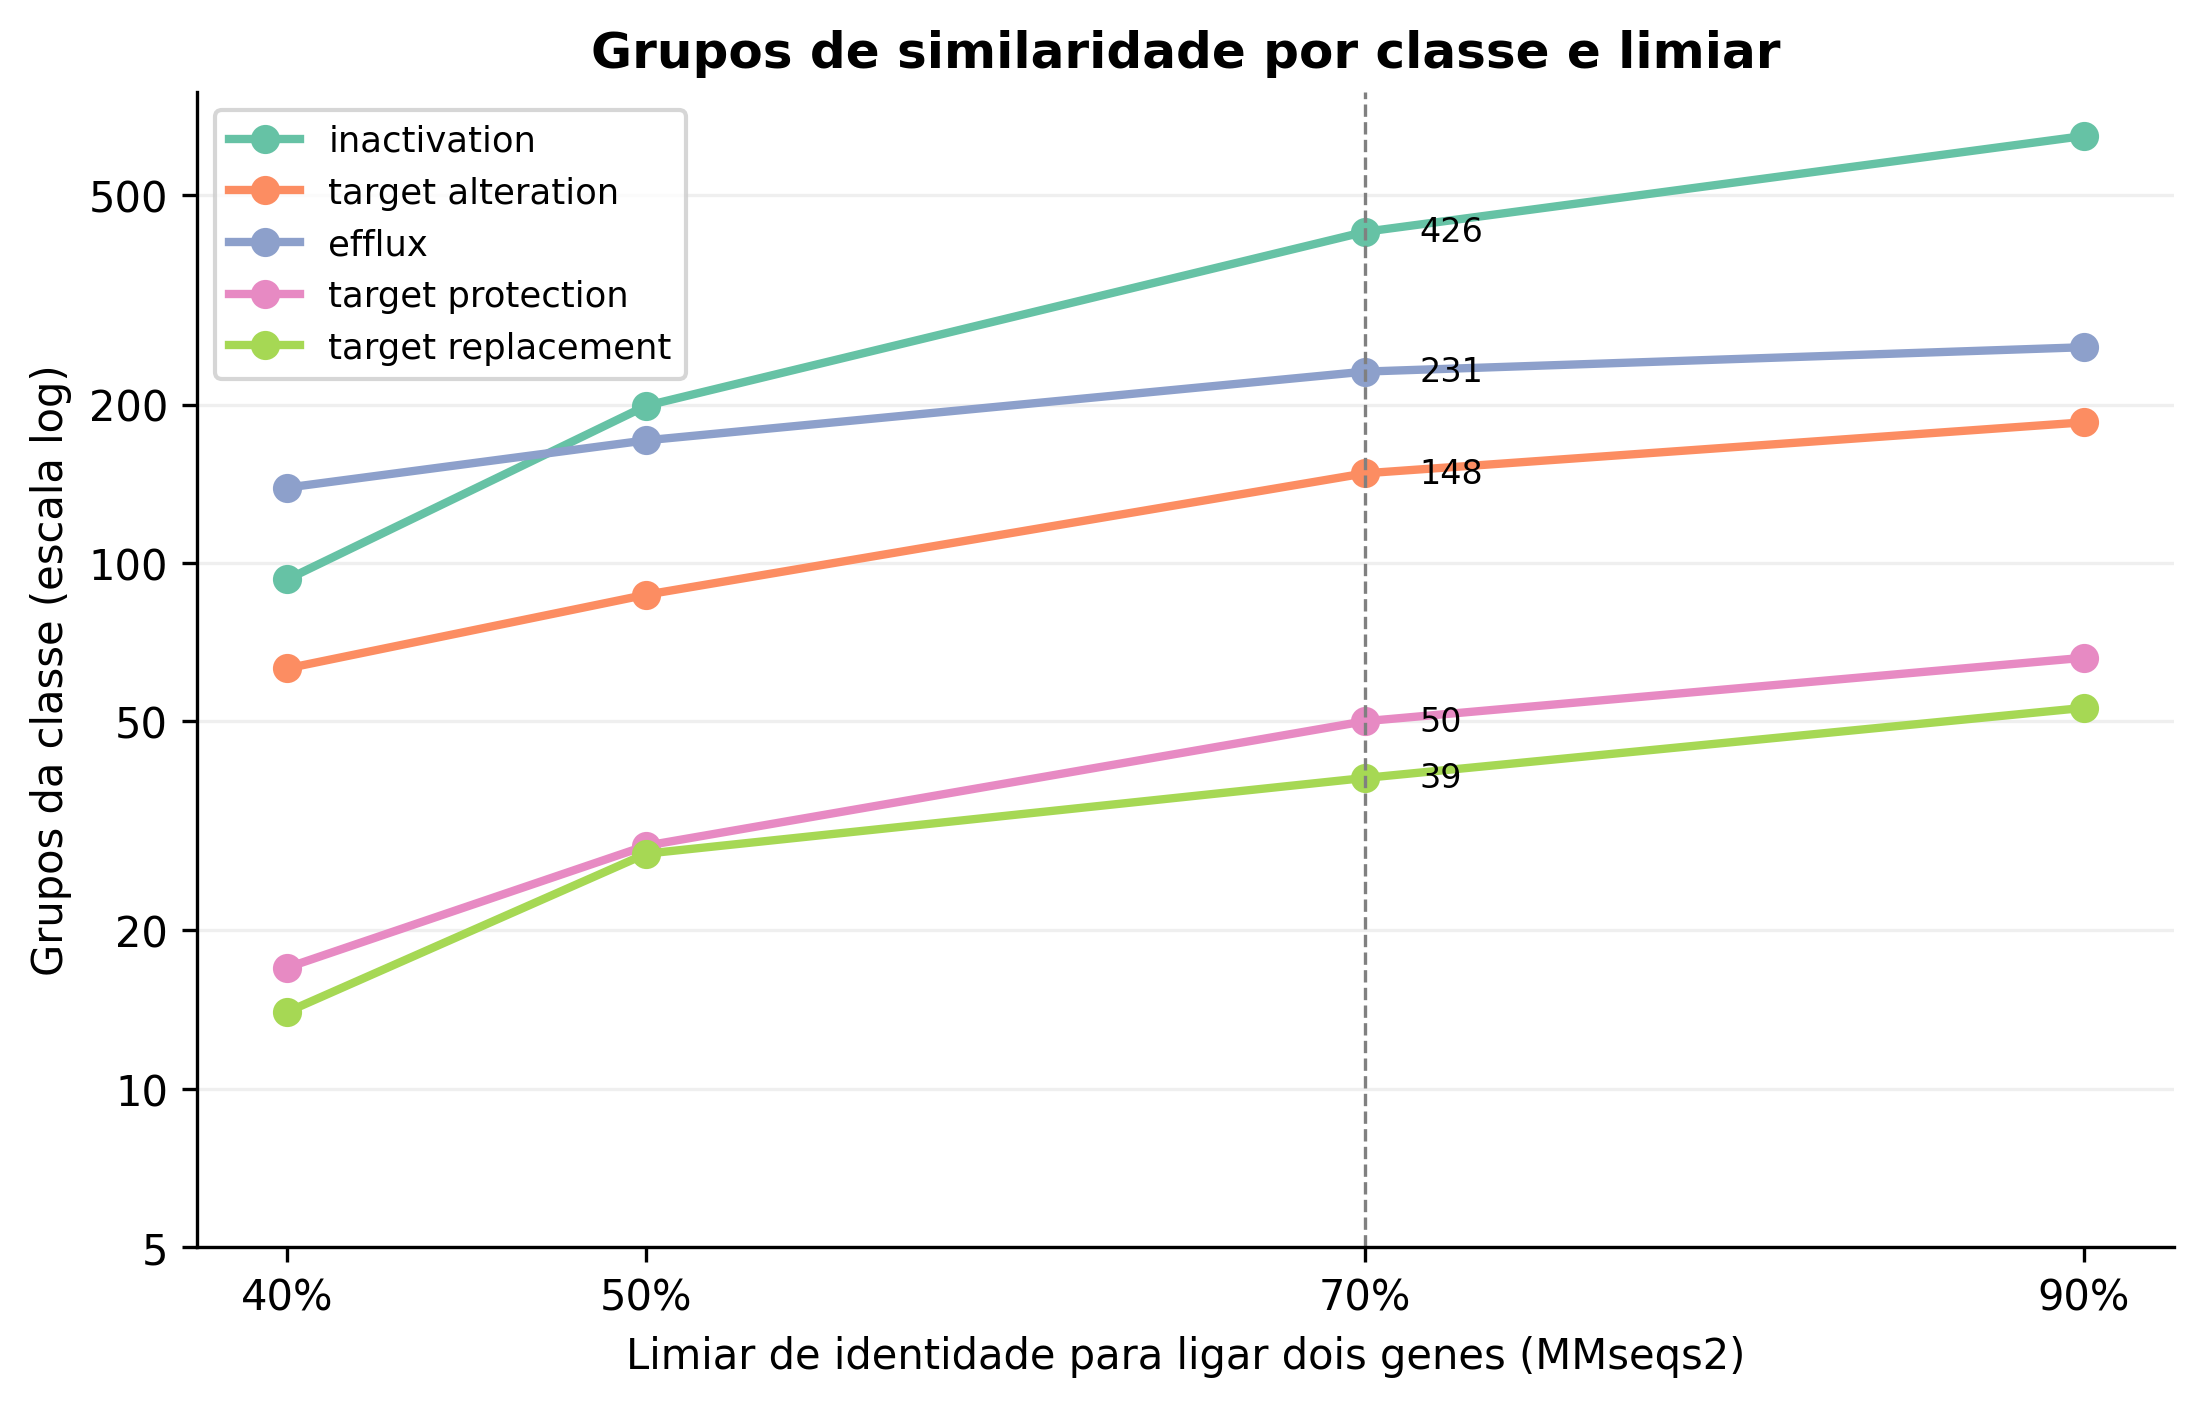 Grupos de similaridade por classe e limiar
inactivation
target alteration
efflux
target protection
target replacement
Grupos da classe (escala log)
500
200
100
50
20
10
5
426
231
148
50
39
40%
50%
70%
90%
Limiar de identidade para ligar dois genes (MMseqs2)